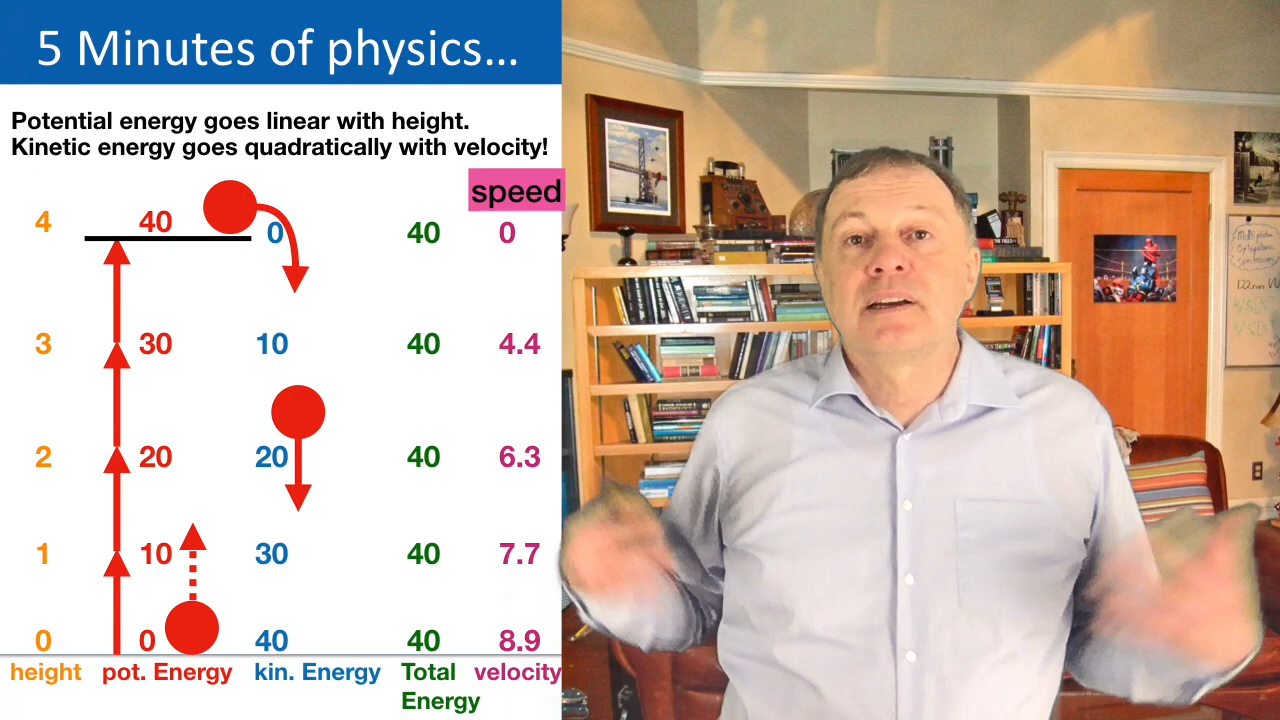 5 Minutes of physics...
Potential energy goes linear with height.
Kinetic energy goes quadratically with velocity!
speed
4 40 0 40 0
3 30 10 40 4.4
2 20 20 40 6.3
1 10 30 40 7.7
0 0 40 40 8.9
height pot. Energy kin. Energy Total velocity
Energy
122nm